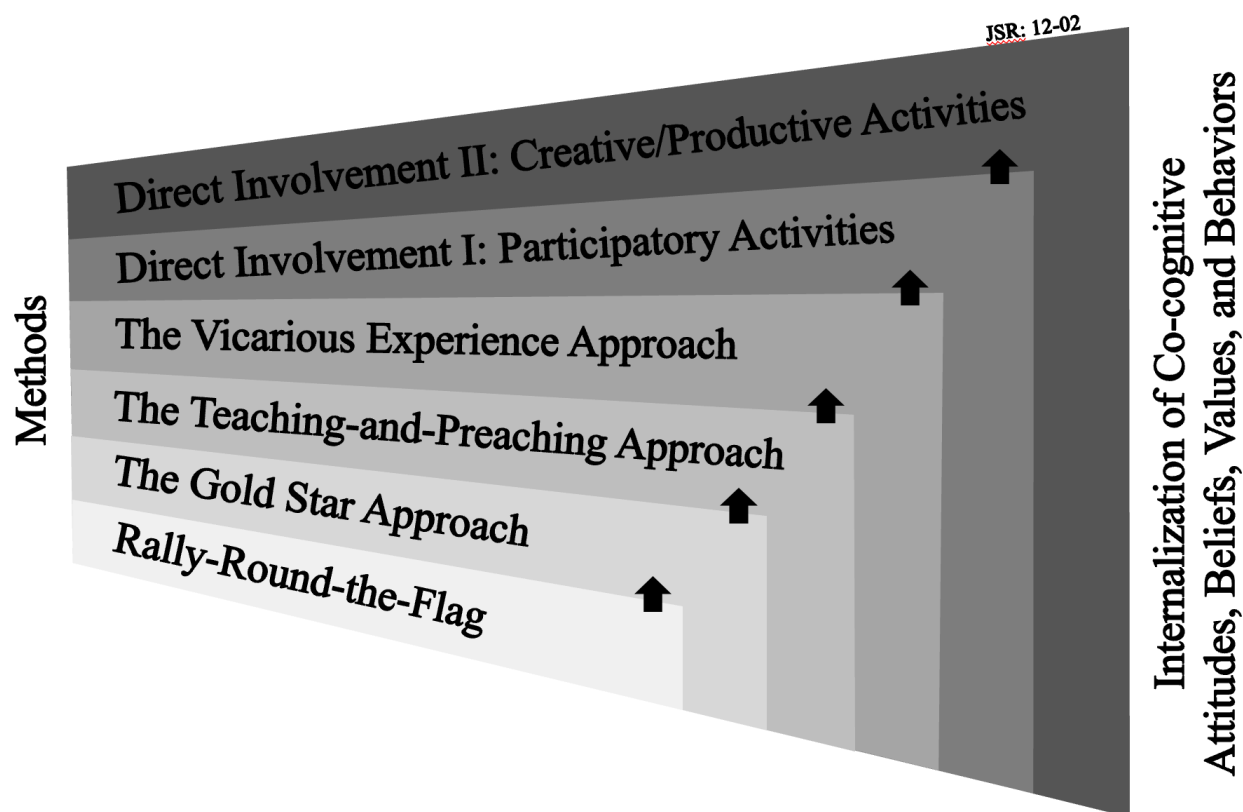 JSR: 12-02
Methods
Direct Involvement II: Creative/Productive Activities
Direct Involvement I: Participatory Activities
The Vicarious Experience Approach
The Teaching-and-Preaching Approach
The Gold Star Approach
Rally-Round-the-Flag
Internalization of Co-cognitive
Attitudes, Beliefs, Values, and Behaviors